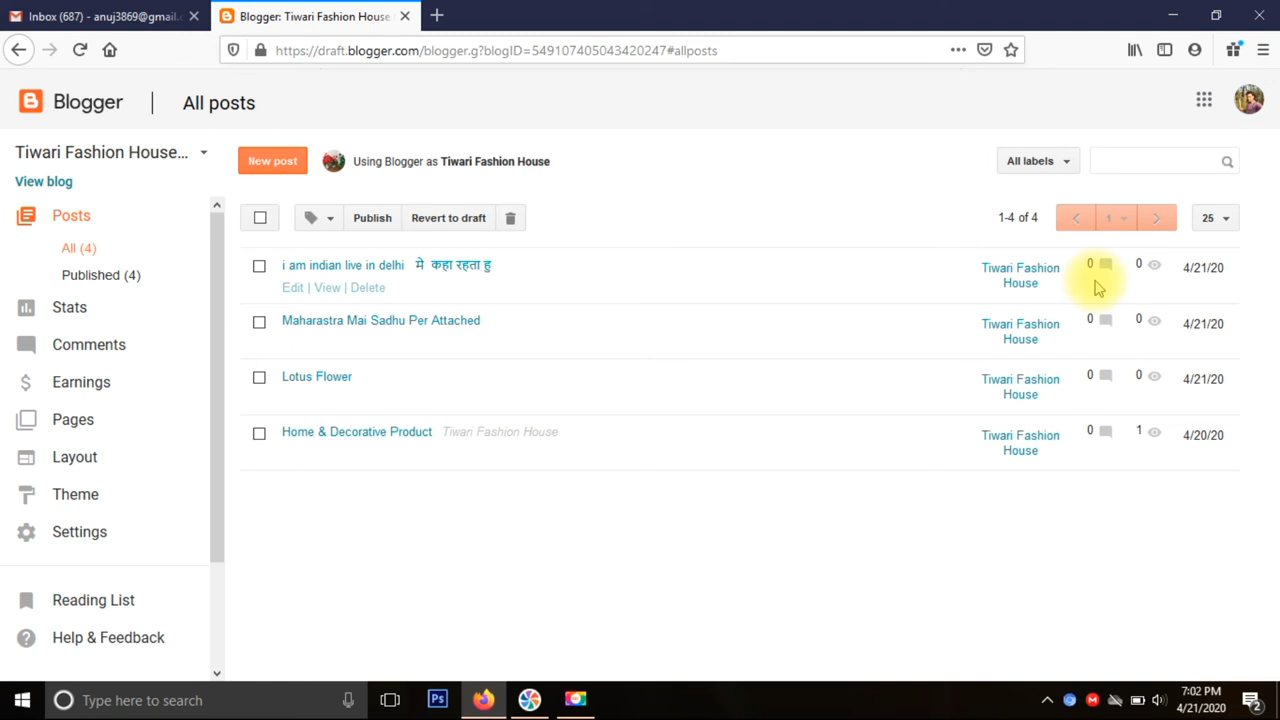 Inbox (687) - anuj3869@gmail.c
Blogger: Tiwari Fashion House
https://draft.blogger.com/blogger.g?blogID=549107405043420247#allposts
Blogger
All posts
Tiwari Fashion House...
New post
Using Blogger as Tiwari Fashion House
All labels
View blog
Posts
Publish
Revert to draft
1-4 of 4
1
25
All (4)
Published (4)
Stats
Comments
Earnings
Pages
Layout
Theme
Settings
Reading List
Help & Feedback
i am indian live in delhi मे कहा रहता हु
Edit | View | Delete
Tiwari Fashion House
0
0
4/21/20
Maharastra Mai Sadhu Per Attached
Tiwari Fashion House
0
0
4/21/20
Lotus Flower
Tiwari Fashion House
0
0
4/21/20
Home & Decorative Product Tiwari Fashion House
Tiwari Fashion House
0
1
4/20/20
Type here to search
Ps
7:02 PM
4/21/2020
2